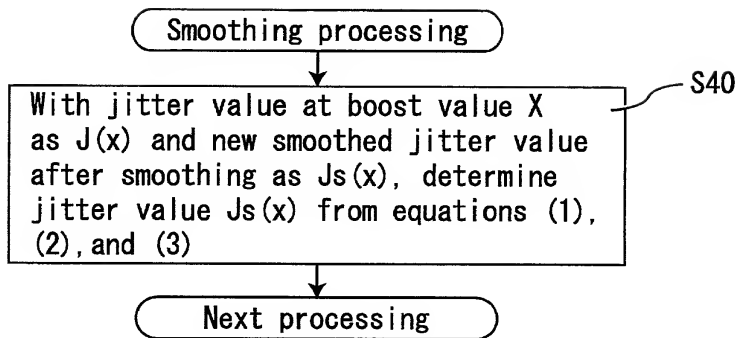 Smoothing processing
S40
With jitter value at boost value X
as J(x) and new smoothed jitter value
after smoothing as Js(x), determine
jitter value Js(x) from equations (1),
(2), and (3)
Next processing